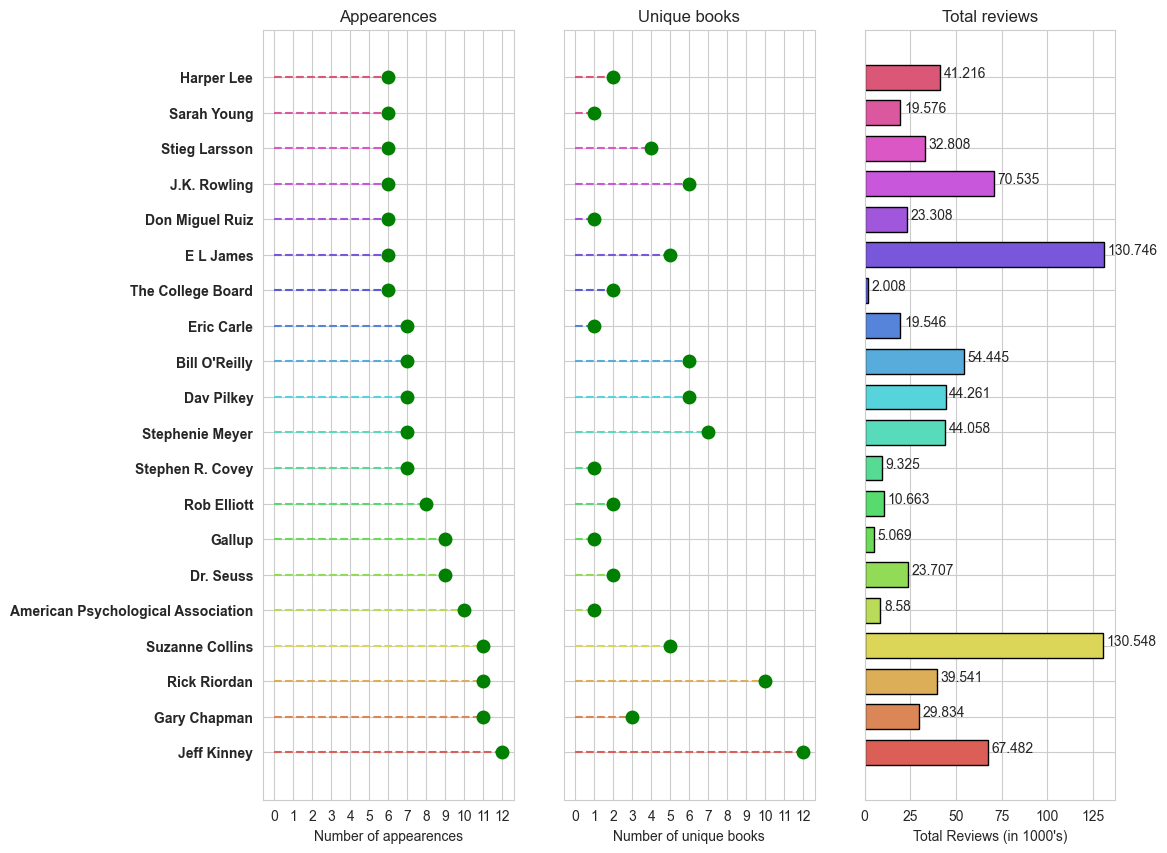 Appearences
Unique books
Total reviews
Harper Lee
Sarah Young
Stieg Larsson
J.K. Rowling
Don Miguel Ruiz
E L James
The College Board
Eric Carle
Bill O'Reilly
Dav Pilkey
Stephenie Meyer
Stephen R. Covey
Rob Elliott
Gallup
Dr. Seuss
American Psychological Association
Suzanne Collins
Rick Riordan
Gary Chapman
Jeff Kinney
0 1 2 3 4 5 6 7 8 9 10 11 12
Number of appearences
0 1 2 3 4 5 6 7 8 9 10 11 12
Number of unique books
41.216
19.576
32.808
70.535
23.308
130.746
2.008
19.546
54.445
44.261
44.058
9.325
10.663
5.069
23.707
8.58
130.548
39.541
29.834
67.482
0 25 50 75 100 125
Total Reviews (in 1000's)